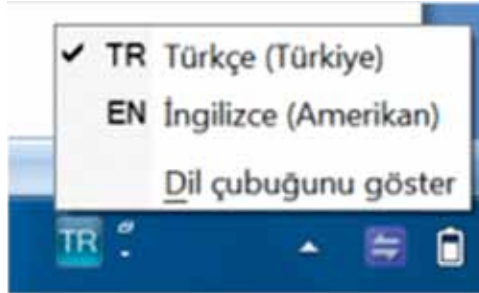 ✔ TR Türkçe (Türkiye)
EN İngilizce (Amerikan)
Dil çubuğunu göster
TR